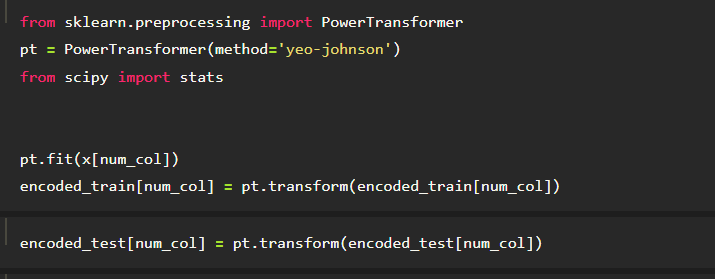 from sklearn.preprocessing import PowerTransformer
pt = PowerTransformer(method='yeo-johnson')
from scipy import stats
pt.fit(x[num_col])
encoded_train[num_col] = pt.transform(encoded_train[num_col])
encoded_test[num_col] = pt.transform(encoded_test[num_col])